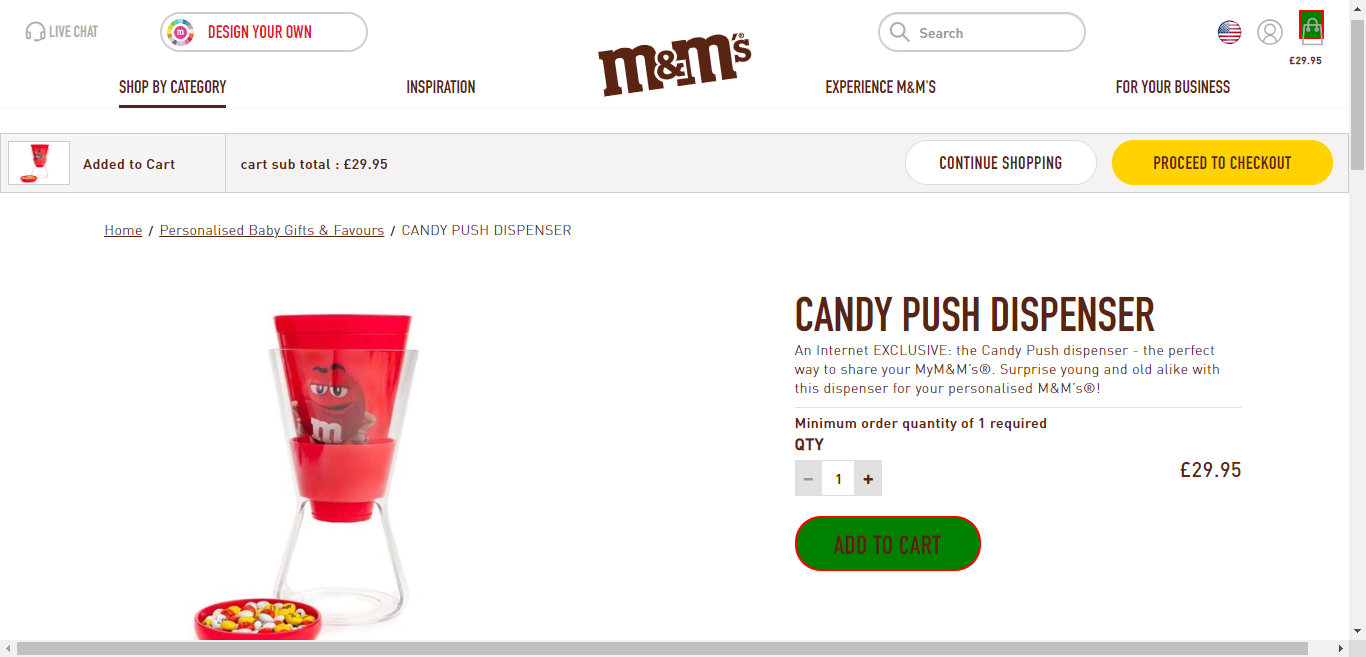 LIVE CHAT
m
DESIGN YOUR OWN
m&m's®
Search
£29.95
SHOP BY CATEGORY
INSPIRATION
EXPERIENCE M&M'S
FOR YOUR BUSINESS
Added to Cart
cart sub total : £29.95
CONTINUE SHOPPING
PROCEED TO CHECKOUT
Home / Personalised Baby Gifts & Favours / CANDY PUSH DISPENSER
m
CANDY PUSH DISPENSER
An Internet EXCLUSIVE: the Candy Push dispenser - the perfect
way to share your MyM&M's®. Surprise young and old alike with
this dispenser for your personalised M&M's®!
Minimum order quantity of 1 required
QTY
− 1 +
£29.95
ADD TO CART